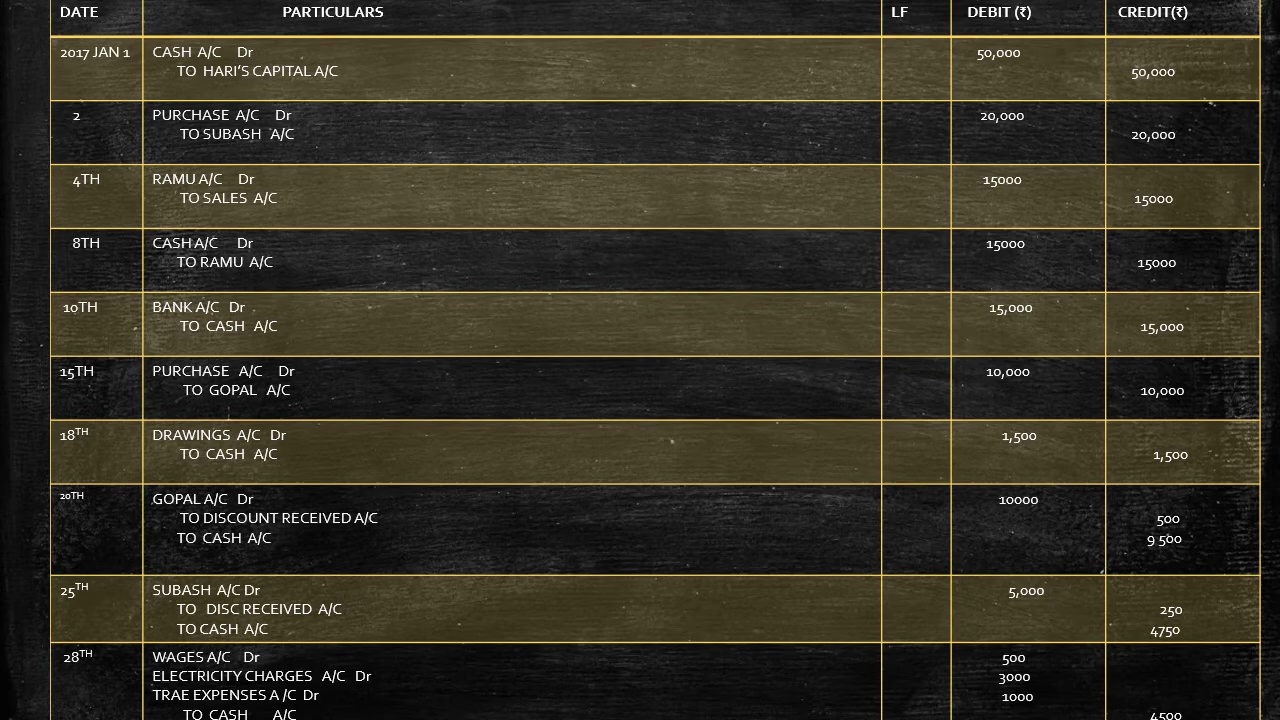 DATE PARTICULARS LF DEBIT (₹) CREDIT(₹)
2017 JAN 1 CASH A/C Dr 50,000
TO HARI'S CAPITAL A/C 50,000
2 PURCHASE A/C Dr 20,000
TO SUBASH A/C 20,000
4TH RAMU A/C Dr 15000
TO SALES A/C 15000
8TH CASH A/C Dr 15000
TO RAMU A/C 15000
10TH BANK A/C Dr 15,000
TO CASH A/C 15,000
15TH PURCHASE A/C Dr 10,000
TO GOPAL A/C 10,000
18TH DRAWINGS A/C Dr 1,500
TO CASH A/C 1,500
20TH GOPAL A/C Dr 10000
TO DISCOUNT RECEIVED A/C 500
TO CASH A/C 9 500
25TH SUBASH A/C Dr 5,000
TO DISC RECEIVED A/C 250
TO CASH A/C 4750
28TH WAGES A/C Dr 500
ELECTRICITY CHARGES A/C Dr 3000
TRAE EXPENSES A /C Dr 1000
TO CASH A/C 4500